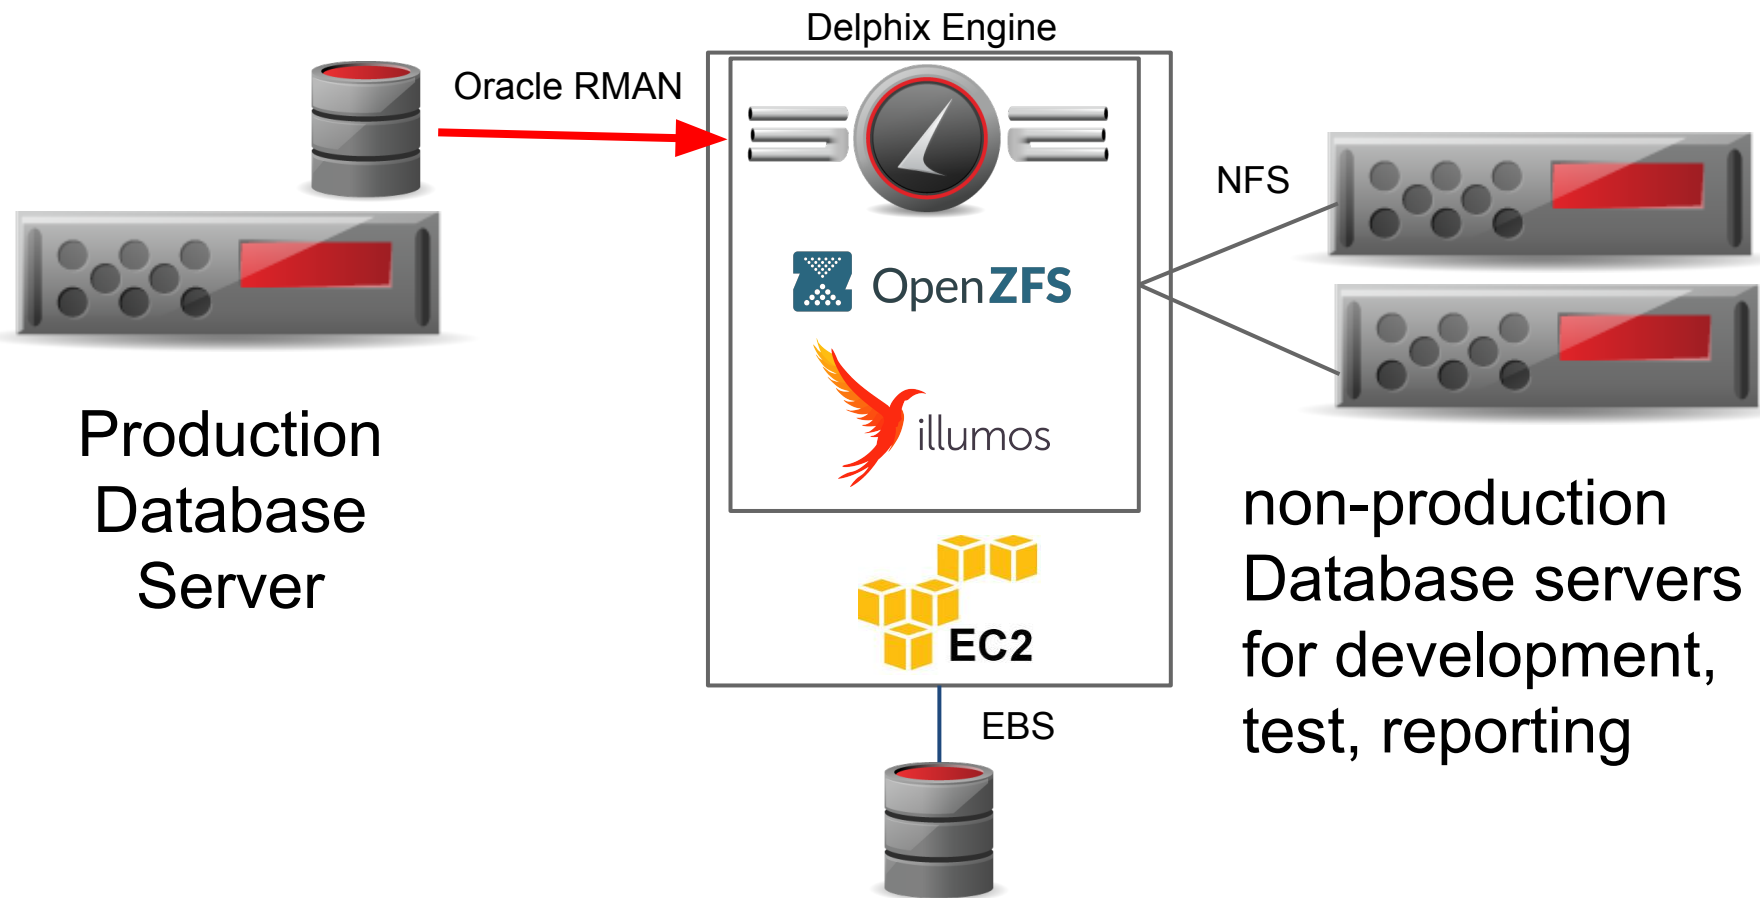 Delphix Engine
Oracle RMAN
NFS
OpenZFS
illumos
Production
Database
Server
non-production
Database servers
for development,
test, reporting
EC2
EBS